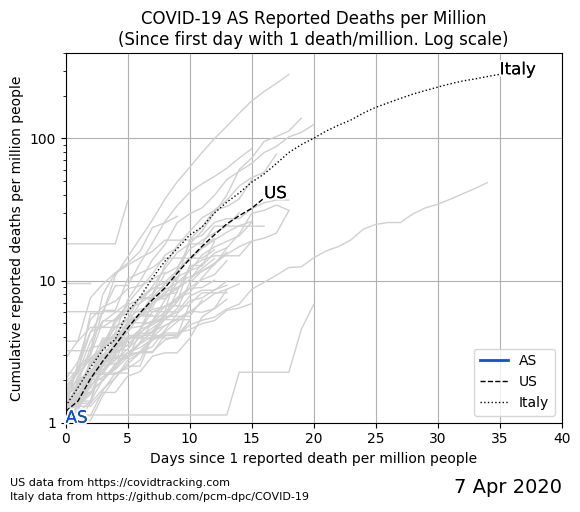 COVID-19 AS Reported Deaths per Million
(Since first day with 1 death/million. Log scale)
Cumulative reported deaths per million people
100
10
1
Italy
US
AS
AS
US
Italy
0 5 10 15 20 25 30 35 40
Days since 1 reported death per million people
US data from https://covidtracking.com
Italy data from https://github.com/pcm-dpc/COVID-19
7 Apr 2020